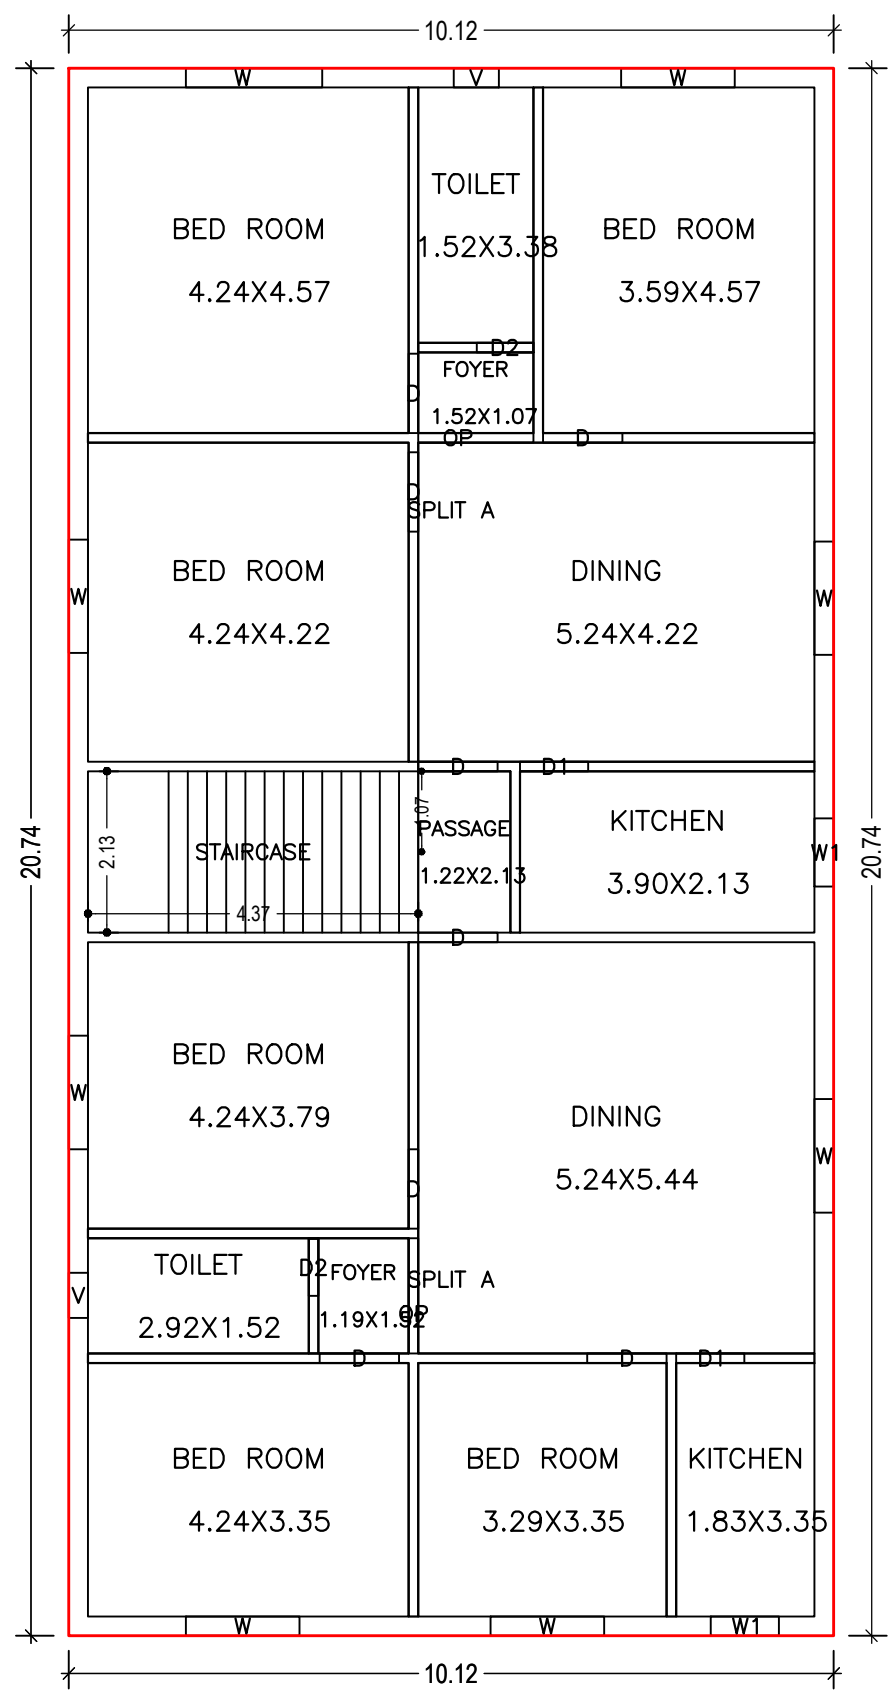 10.12
W
V
W
TOILET
1.52X3.38
BED ROOM
4.24X4.57
BED ROOM
3.59X4.57
D2
FOYER
D
1.52X1.07
OP
D
D
SPLIT A
BED ROOM
4.24X4.22
DINING
5.24X4.22
W
W
D
D1
20.74
2.13
STAIRCASE
4.37
1.07
PASSAGE
1.22X2.13
KITCHEN
3.90X2.13
W1
20.74
D
BED ROOM
4.24X3.79
W
DINING
5.24X5.44
W
D
TOILET
2.92X1.52
V
D2
FOYER
1.19X1.52
SPLIT A
OP
D
D
D1
BED ROOM
4.24X3.35
BED ROOM
3.29X3.35
KITCHEN
1.83X3.35
W
W
W1
10.12